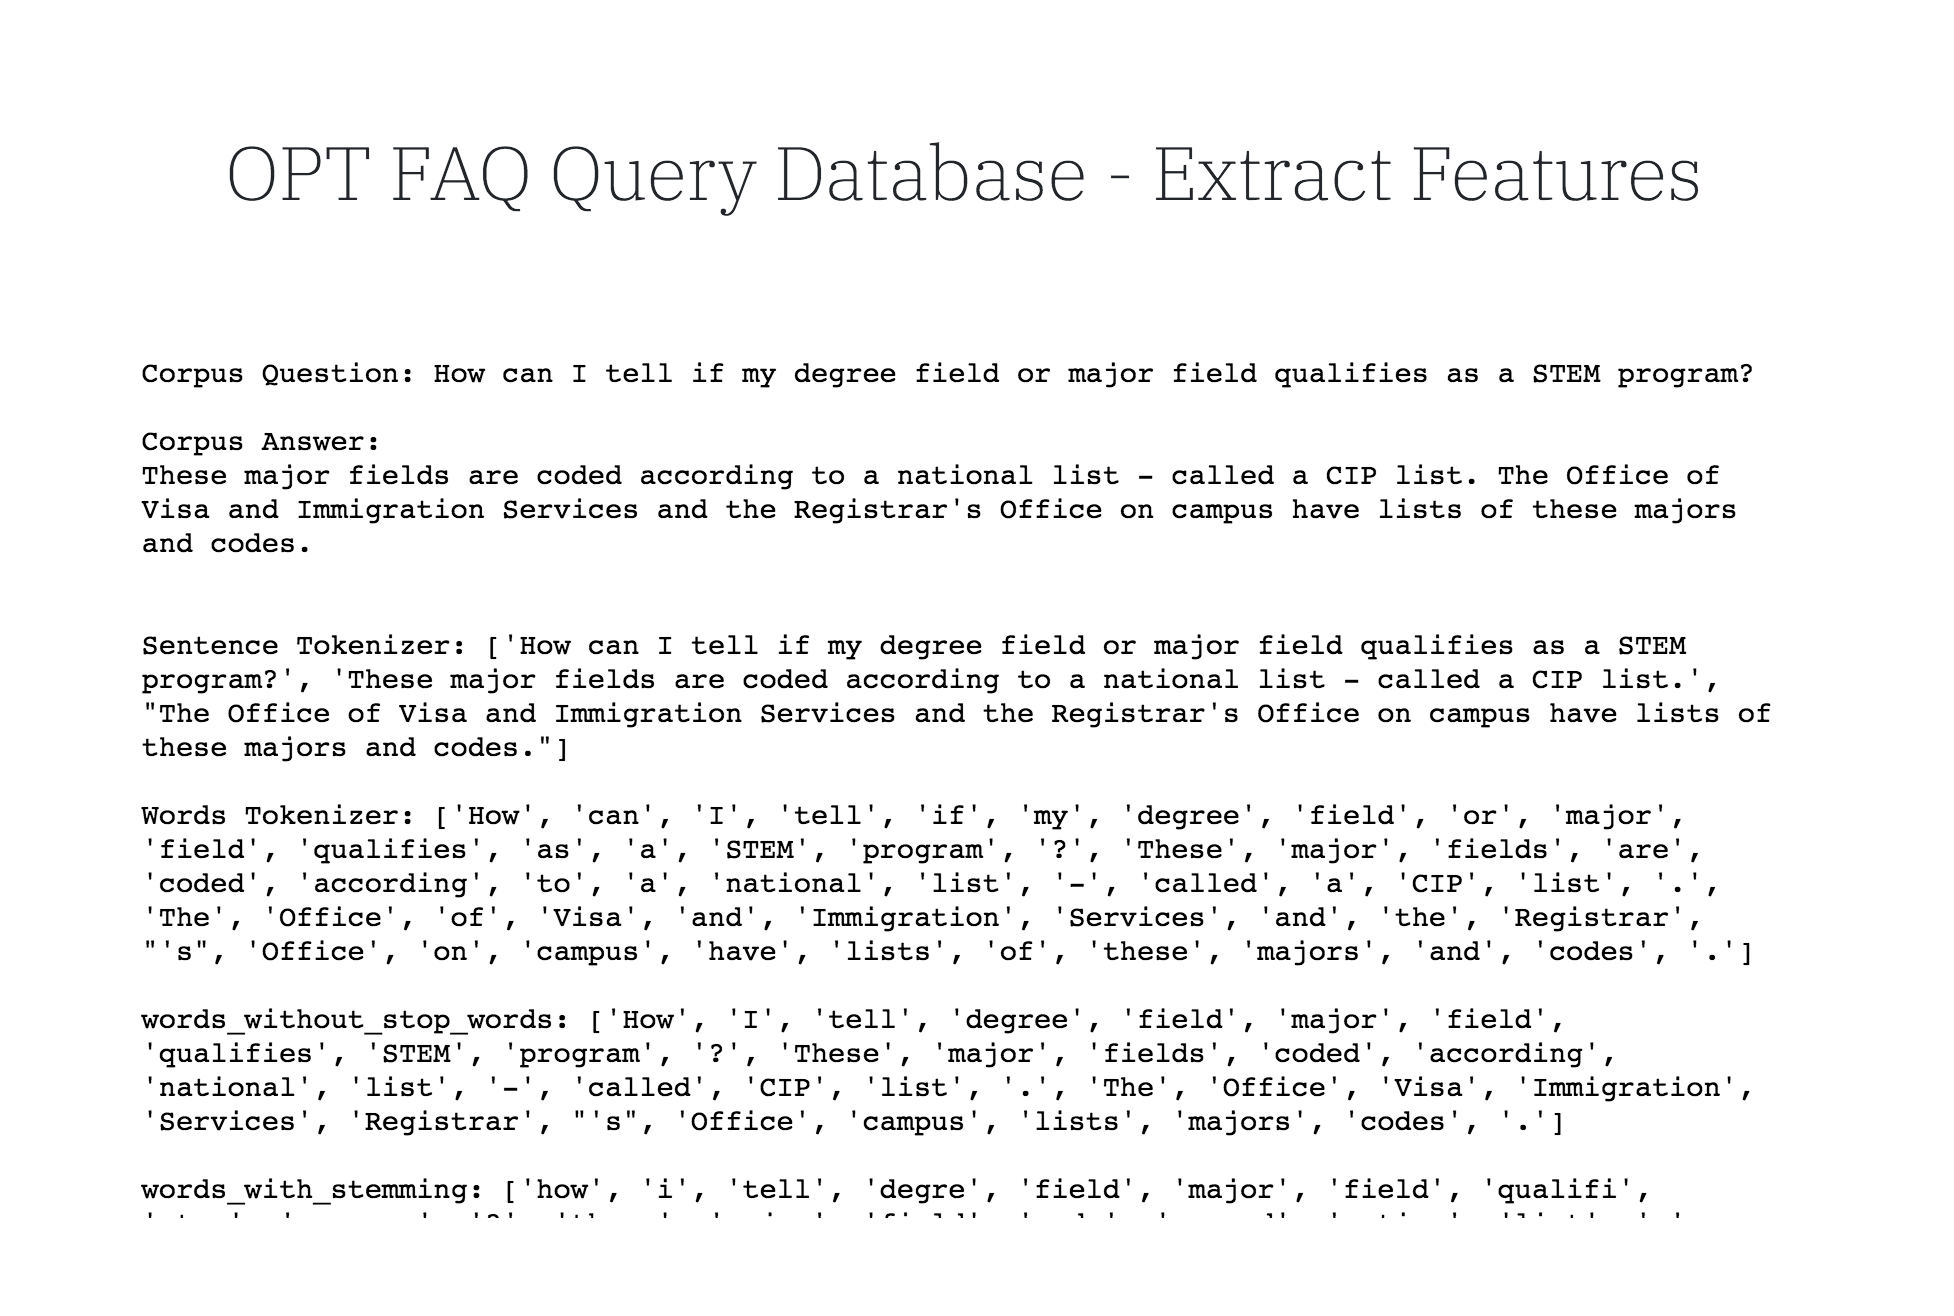 OPT FAQ Query Database - Extract Features
Corpus Question: How can I tell if my degree field or major field qualifies as a STEM program?
Corpus Answer:
These major fields are coded according to a national list – called a CIP list. The Office of
Visa and Immigration Services and the Registrar's Office on campus have lists of these majors
and codes.
Sentence Tokenizer: ['How can I tell if my degree field or major field qualifies as a STEM
program?', 'These major fields are coded according to a national list – called a CIP list.',
"The Office of Visa and Immigration Services and the Registrar's Office on campus have lists of
these majors and codes."]
Words Tokenizer: ['How', 'can', 'I', 'tell', 'if', 'my', 'degree', 'field', 'or', 'major',
'field', 'qualifies', 'as', 'a', 'STEM', 'program', '?', 'These', 'major', 'fields', 'are',
'coded', 'according', 'to', 'a', 'national', 'list', '–', 'called', 'a', 'CIP', 'list', '.',
'The', 'Office', 'of', 'Visa', 'and', 'Immigration', 'Services', 'and', 'the', 'Registrar',
"'s", 'Office', 'on', 'campus', 'have', 'lists', 'of', 'these', 'majors', 'and', 'codes', '.']
words_without_stop_words: ['How', 'I', 'tell', 'degree', 'field', 'major', 'field',
'qualifies', 'STEM', 'program', '?', 'These', 'major', 'fields', 'coded', 'according',
'national', 'list', '–', 'called', 'CIP', 'list', '.', 'The', 'Office', 'Visa', 'Immigration',
'Services', 'Registrar', "'s", 'Office', 'campus', 'lists', 'majors', 'codes', '.']
words_with_stemming: ['how', 'i', 'tell', 'degre', 'field', 'major', 'field', 'qualifi',